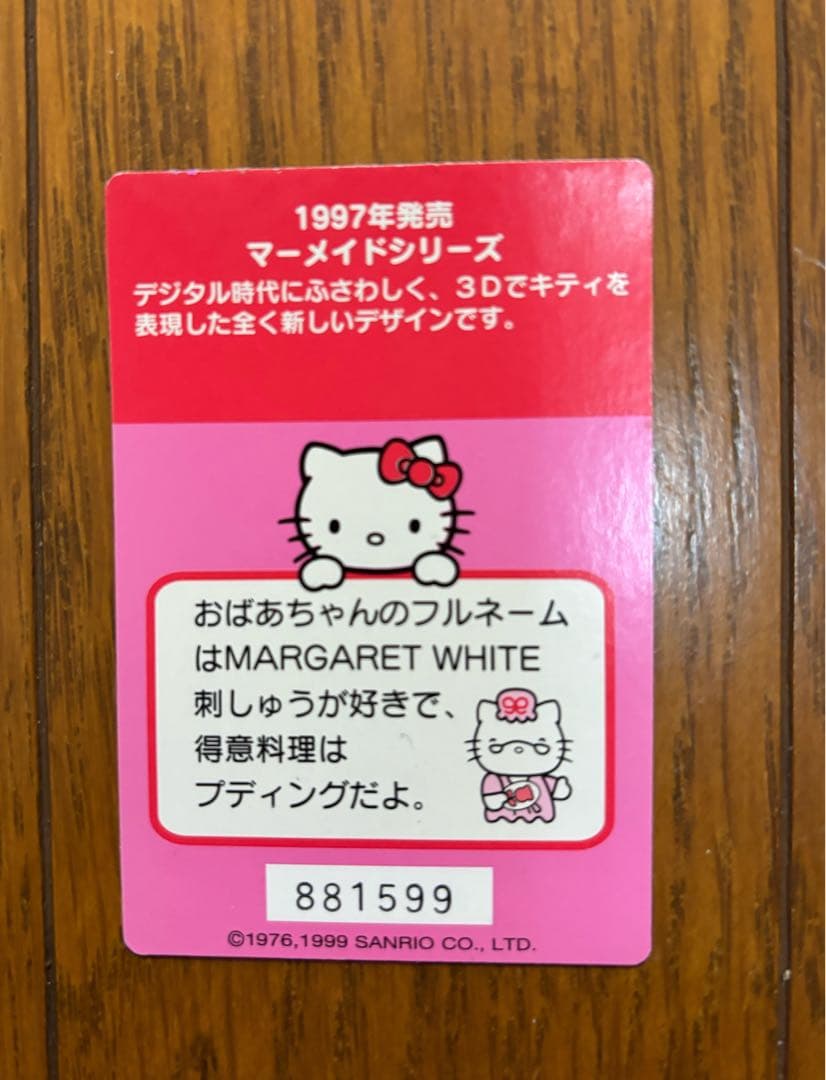 1997年発売
マーメイドシリーズ
デジタル時代にふさわしく、3Dでキティを
表現した全く新しいデザインです。
おばあちゃんのフルネーム
はMARGARET WHITE
刺しゅうが好きで、
得意料理は
プディングだよ。
881599
©1976,1999 SANRIO CO., LTD.